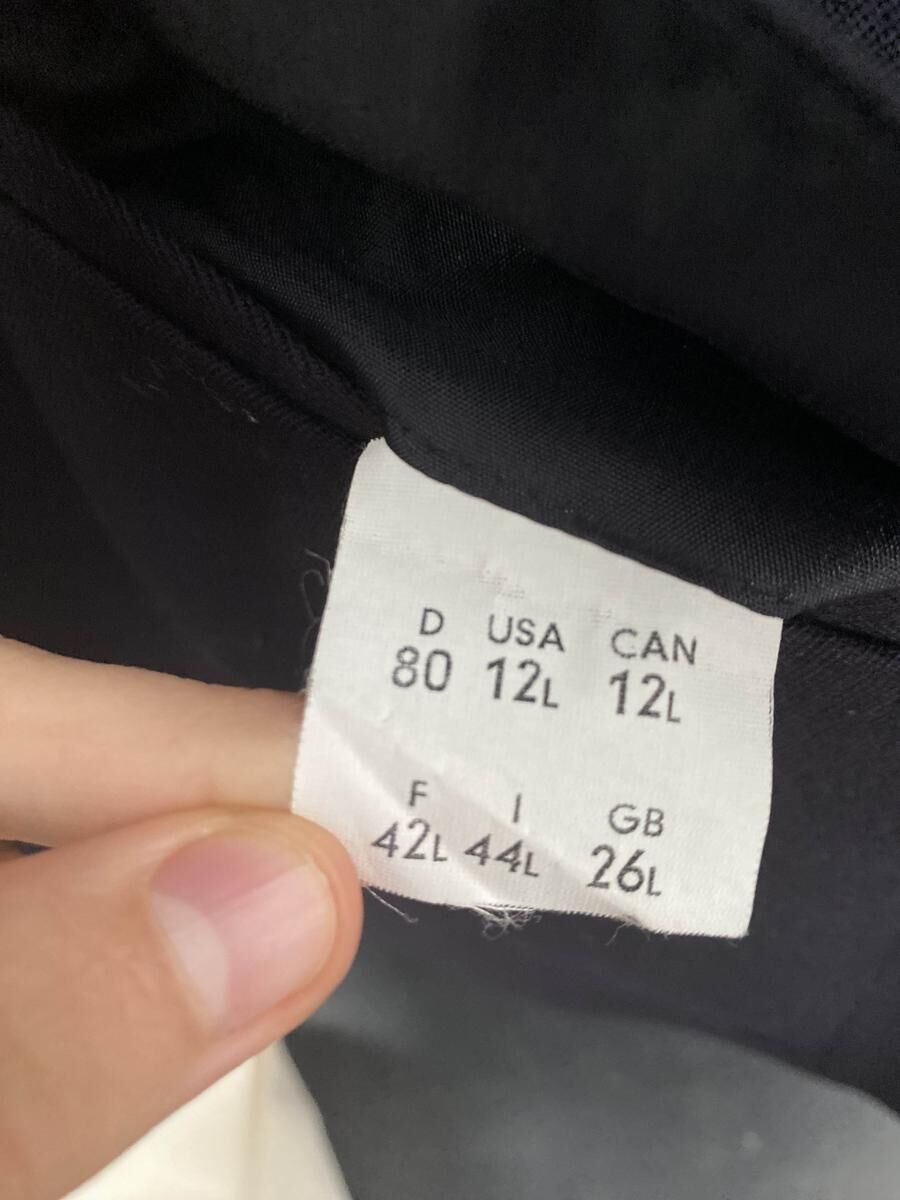 D USA CAN
80 12L 12L
F I GB
42L 44L 26L